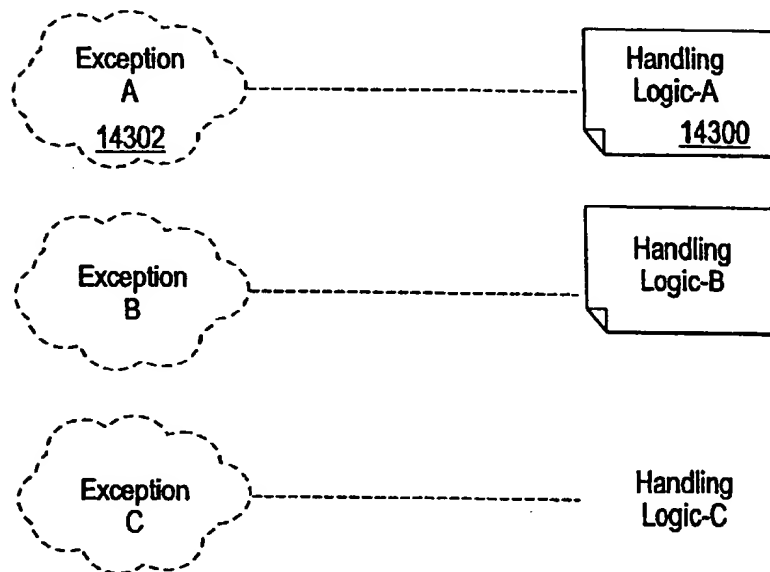 Exception
A
14302
Handling
Logic-A
14300
Exception
B
Handling
Logic-B
Exception
C
Handling
Logic-C